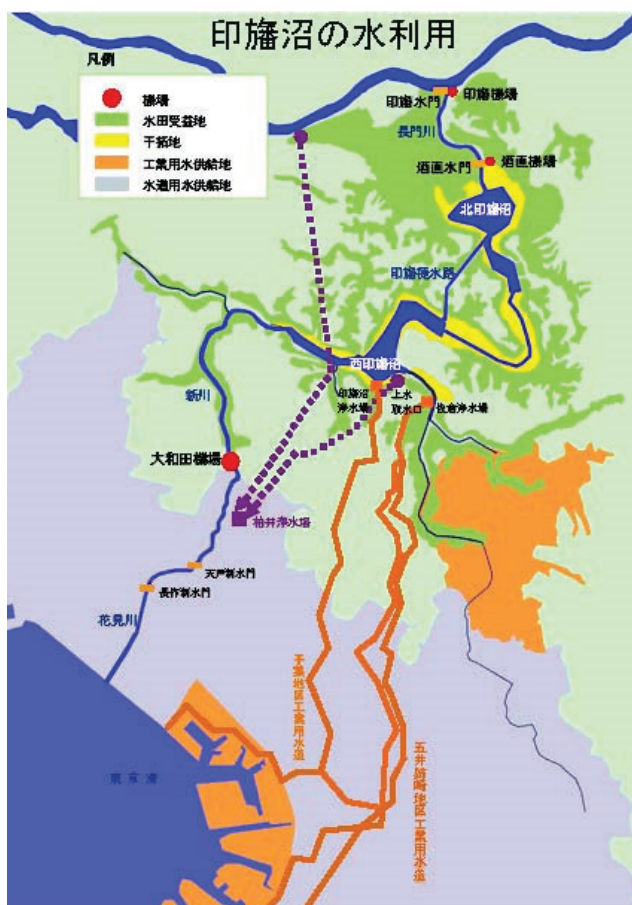 印旛沼の水利用
凡例
機場
水田受益地
干拓地
工業用水供給地
水道用水供給地
印旛水門
印旛機場
長門川
酒直水門
酒直機場
北印旛沼
印旛捷水路
西印旛沼
印旛沼
浄水場
上水
取水口
佐倉浄水場
新川
大和田機場
柏井浄水場
天戸制水門
長作制水門
花見川
千葉地区工業用水道
五井姉崎地区工業用水道
東京湾